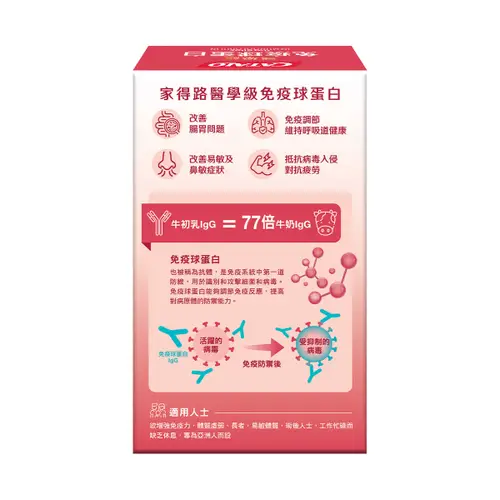 免疫球蛋白
CATALO
家得路醫學級免疫球蛋白
改善
腸胃問題
免疫調節
維持呼吸道健康
改善易敏及
鼻敏症狀
抵抗病毒入侵
對抗疲勞
牛初乳IgG = 77倍牛奶IgG
免疫球蛋白
也被稱為抗體，是免疫系統中第一道
防線，用於識別和攻擊細菌和病毒。
免疫球蛋白能夠調節免疫反應，提高
對病原體的防禦能力。
活躍的
病毒
受抑制的
病毒
免疫球蛋白
IgG
免疫防禦後
適用人士
欲增強免疫力、體質虛弱、長者、易敏體質、術後人士、工作忙碌而
缺乏休息，專為亞洲人而設